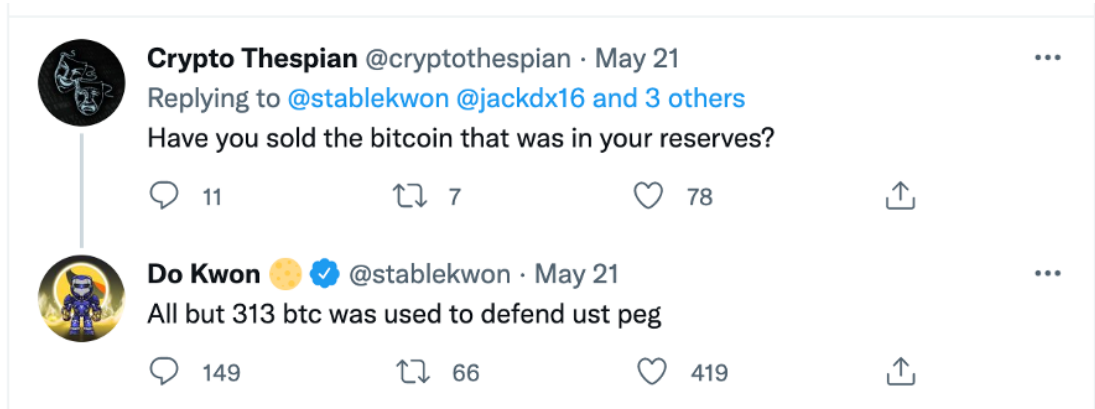 Crypto Thespian @cryptothespian · May 21
Replying to @stablekwon @jackdx16 and 3 others
Have you sold the bitcoin that was in your reserves?
11 7 78
Do Kwon @stablekwon · May 21
All but 313 btc was used to defend ust peg
149 66 419